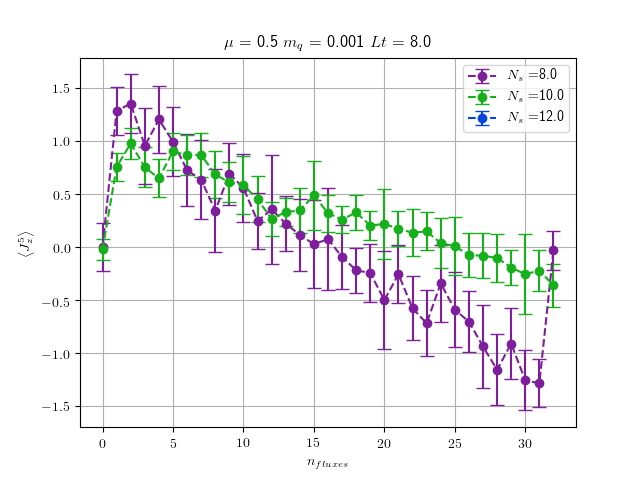 μ = 0.5 m_q = 0.001 Lt = 8.0
N_s =8.0
N_s =10.0
N_s =12.0
⟨J_z^5⟩
1.5
1.0
0.5
0.0
−0.5
−1.0
−1.5
0 5 10 15 20 25 30
n_fluxes